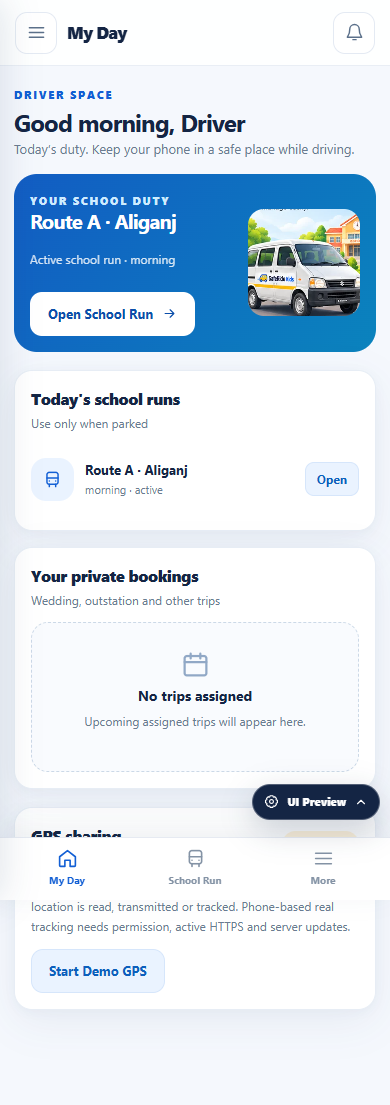 My Day
DRIVER SPACE
Good morning, Driver
Today's duty. Keep your phone in a safe place while driving.
YOUR SCHOOL DUTY
Route A · Aliganj
Active school run · morning
SafeRide Kids
Open School Run
Today's school runs
Use only when parked
Route A · Aliganj
morning · active
Open
Your private bookings
Wedding, outstation and other trips
No trips assigned
Upcoming assigned trips will appear here.
UI Preview
GPS sharing
My Day
School Run
More
location is read, transmitted or tracked. Phone-based real
tracking needs permission, active HTTPS and server updates.
Start Demo GPS